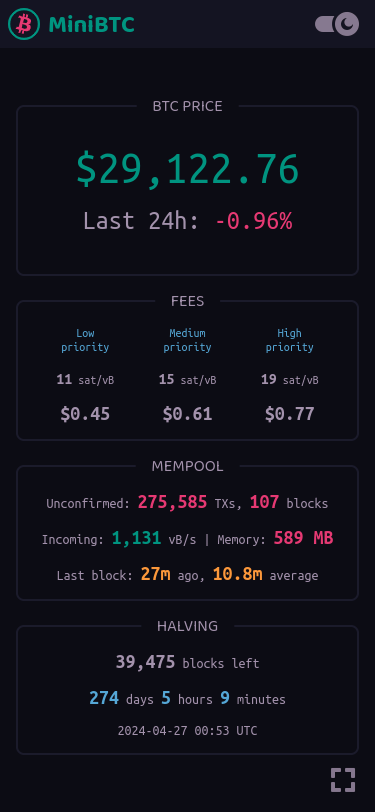 MiniBTC
BTC PRICE
$29,122.76
Last 24h: -0.96%
FEES
Low priority Medium priority High priority
11 sat/vB 15 sat/vB 19 sat/vB
$0.45 $0.61 $0.77
MEMPOOL
Unconfirmed: 275,585 TXs, 107 blocks
Incoming: 1,131 vB/s | Memory: 589 MB
Last block: 27m ago, 10.8m average
HALVING
39,475 blocks left
274 days 5 hours 9 minutes
2024-04-27 00:53 UTC